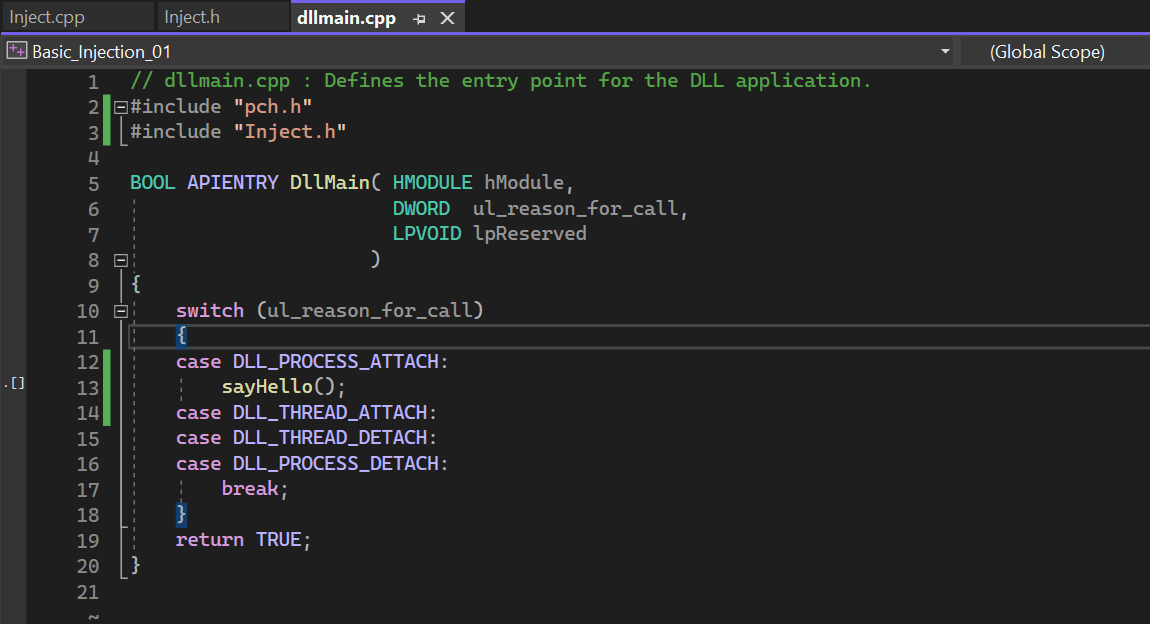 Inject.cpp Inject.h dllmain.cpp
Basic_Injection_01 (Global Scope)
1 // dllmain.cpp : Defines the entry point for the DLL application.
2 #include "pch.h"
3 #include "Inject.h"
4
5 BOOL APIENTRY DllMain( HMODULE hModule,
6                        DWORD  ul_reason_for_call,
7                        LPVOID lpReserved
8                      )
9 {
10     switch (ul_reason_for_call)
11     {
12     case DLL_PROCESS_ATTACH:
.[] 13         sayHello();
14     case DLL_THREAD_ATTACH:
15     case DLL_THREAD_DETACH:
16     case DLL_PROCESS_DETACH:
17         break;
18     }
19     return TRUE;
20 }
21
~